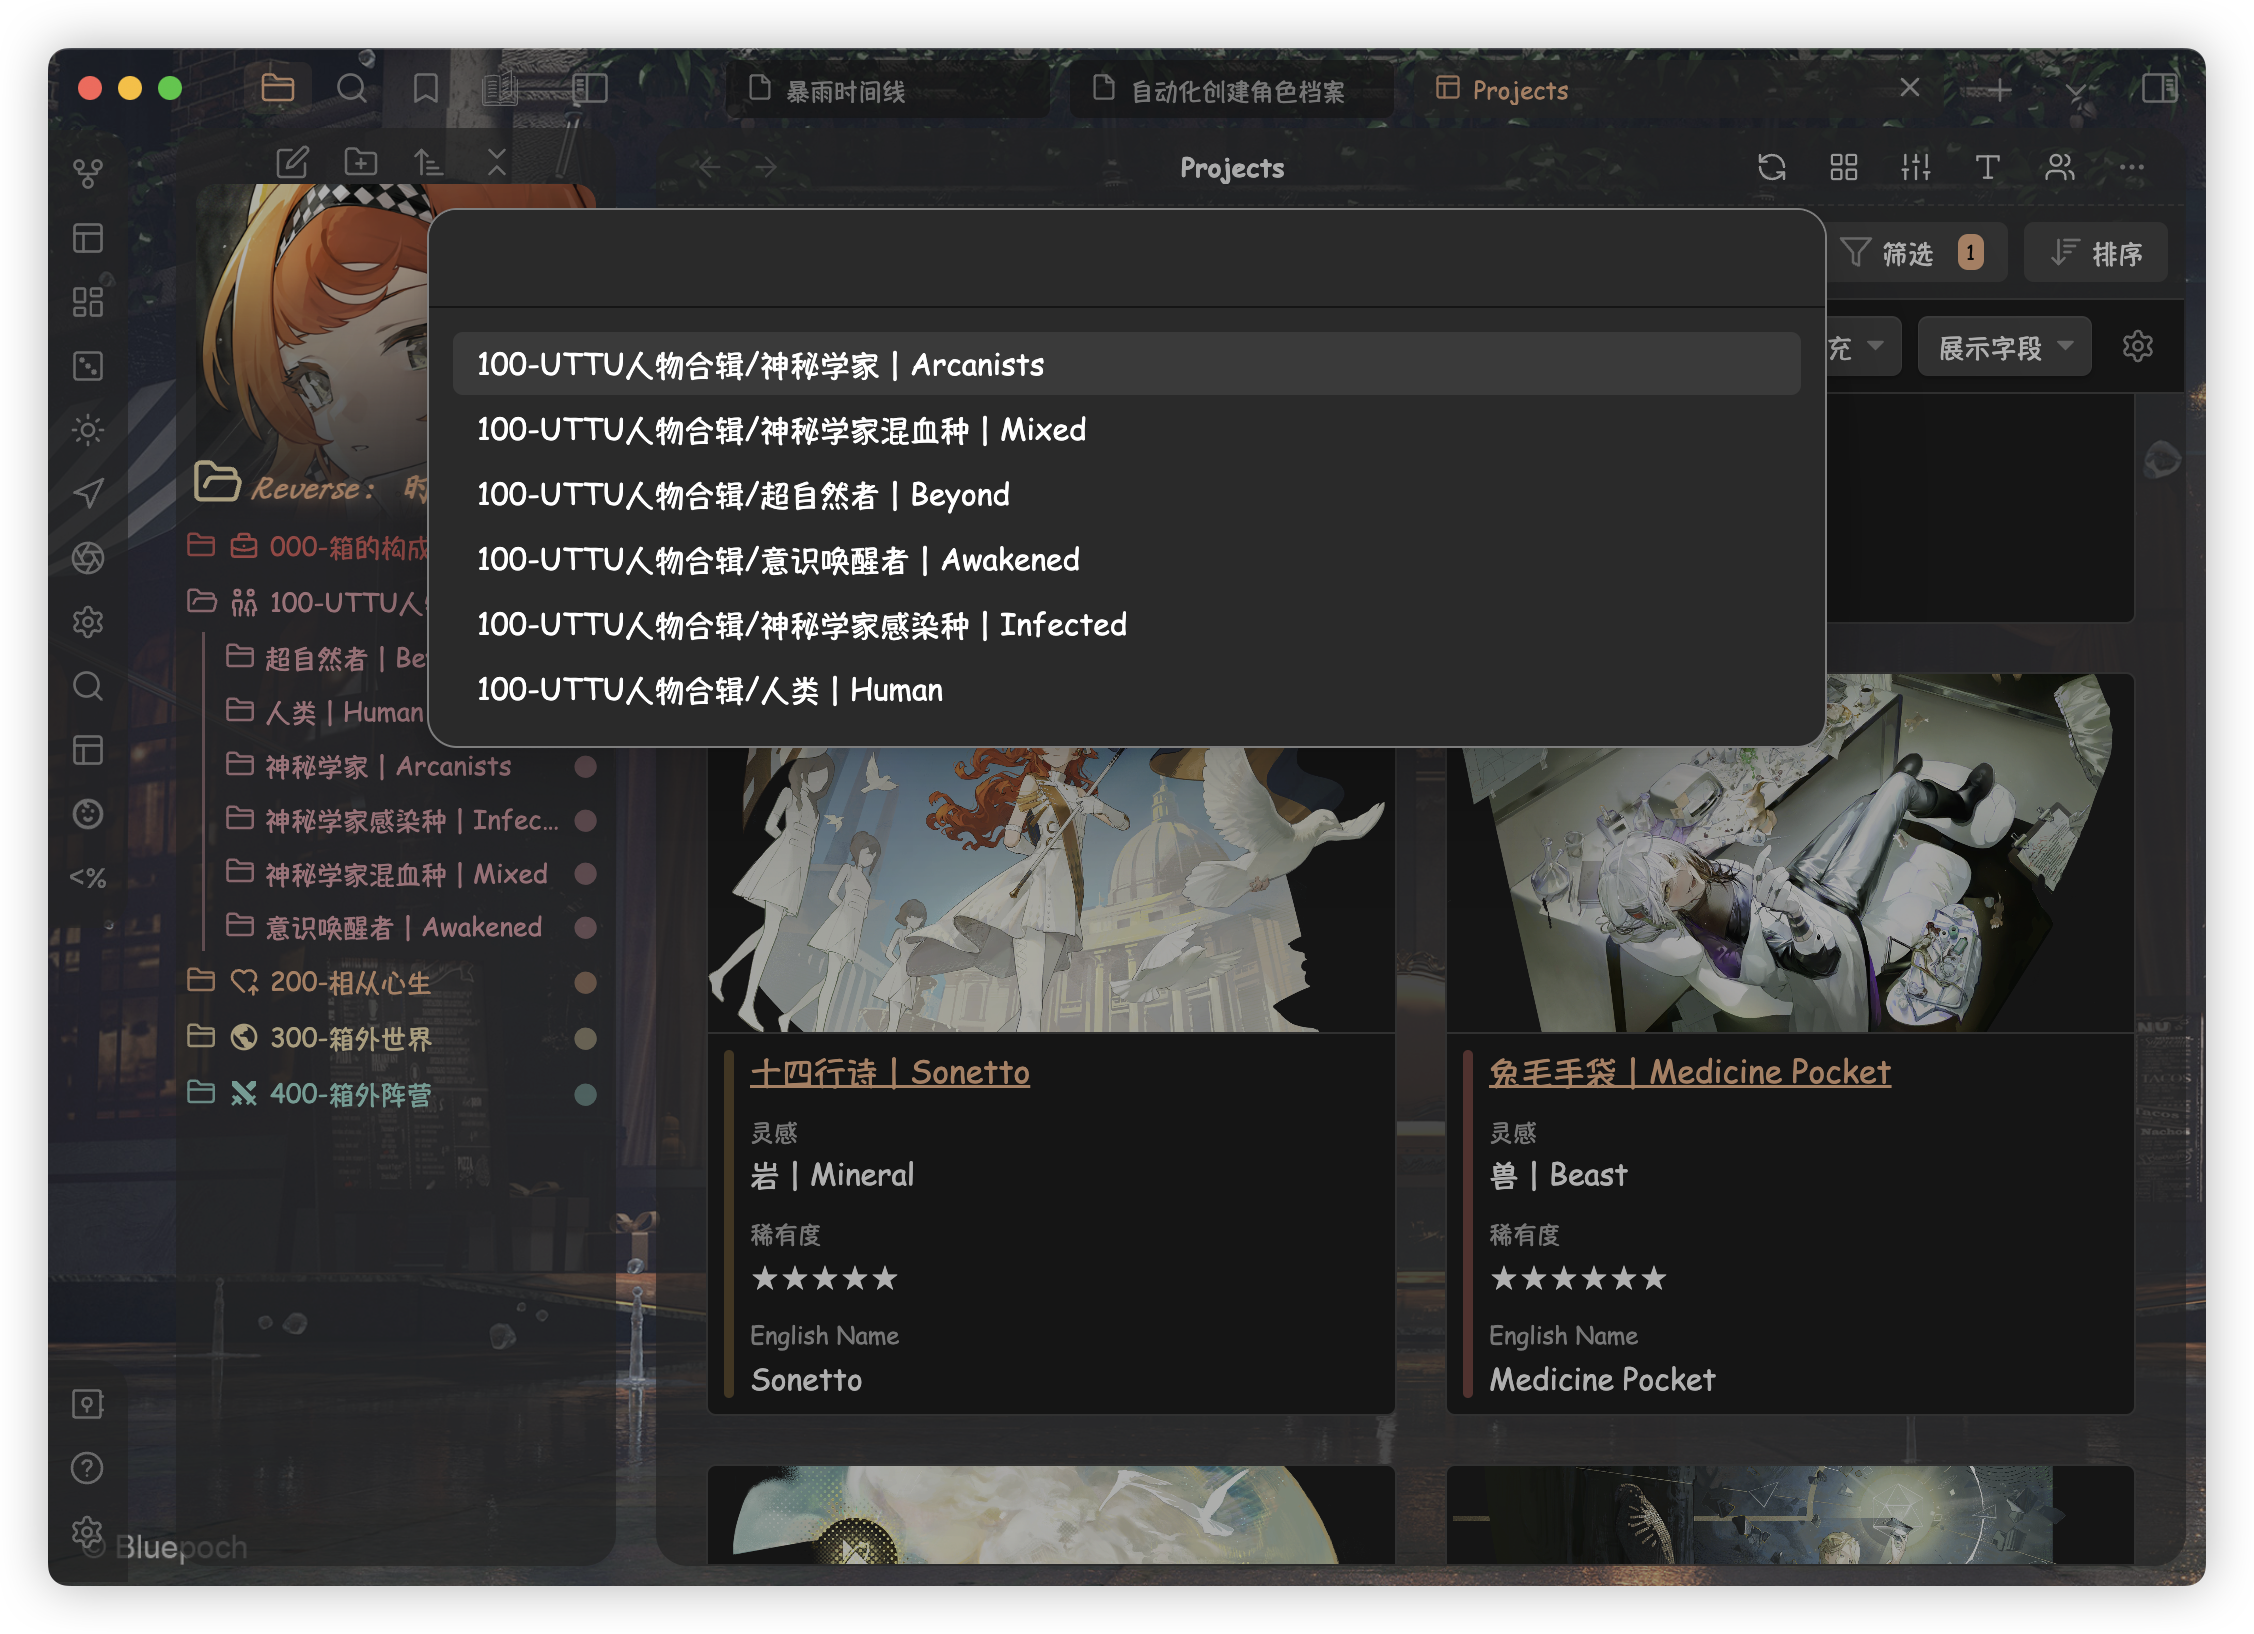 暴雨时间线
自动化创建角色档案
Projects
Projects
筛选 1
排序
充
展示字段
100-UTTU人物合辑/神秘学家 | Arcanists
100-UTTU人物合辑/神秘学家混血种 | Mixed
100-UTTU人物合辑/超自然者 | Beyond
100-UTTU人物合辑/意识唤醒者 | Awakened
100-UTTU人物合辑/神秘学家感染种 | Infected
100-UTTU人物合辑/人类 | Human
Reverse: 时
000-箱的构成
100-UTTU人
超自然者 | Be
人类 | Human
神秘学家 | Arcanists
神秘学家感染种 | Infec...
神秘学家混血种 | Mixed
意识唤醒者 | Awakened
200-相从心生
300-箱外世界
400-箱外阵营
<%
十四行诗 | Sonetto
灵感
岩 | Mineral
稀有度
★★★★★
English Name
Sonetto
兔毛手袋 | Medicine Pocket
灵感
兽 | Beast
稀有度
★★★★★★
English Name
Medicine Pocket
© Bluepoch